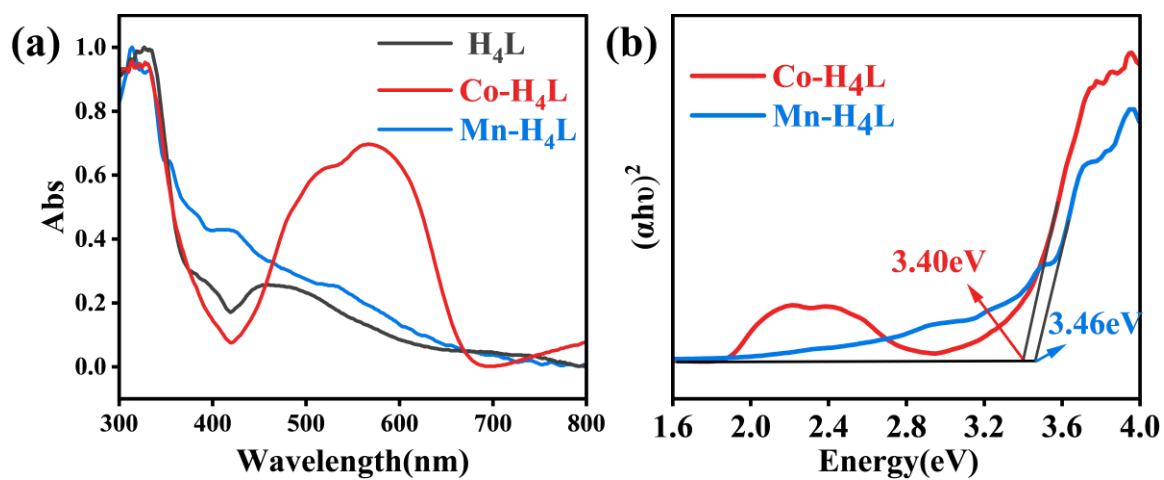 (a)
H₄L
Co-H₄L
Mn-H₄L
Abs
1.0
0.8
0.6
0.4
0.2
0.0
300 400 500 600 700 800
Wavelength(nm)
(b)
Co-H₄L
Mn-H₄L
(αhυ)²
3.40eV
3.46eV
1.6 2.0 2.4 2.8 3.2 3.6 4.0
Energy(eV)